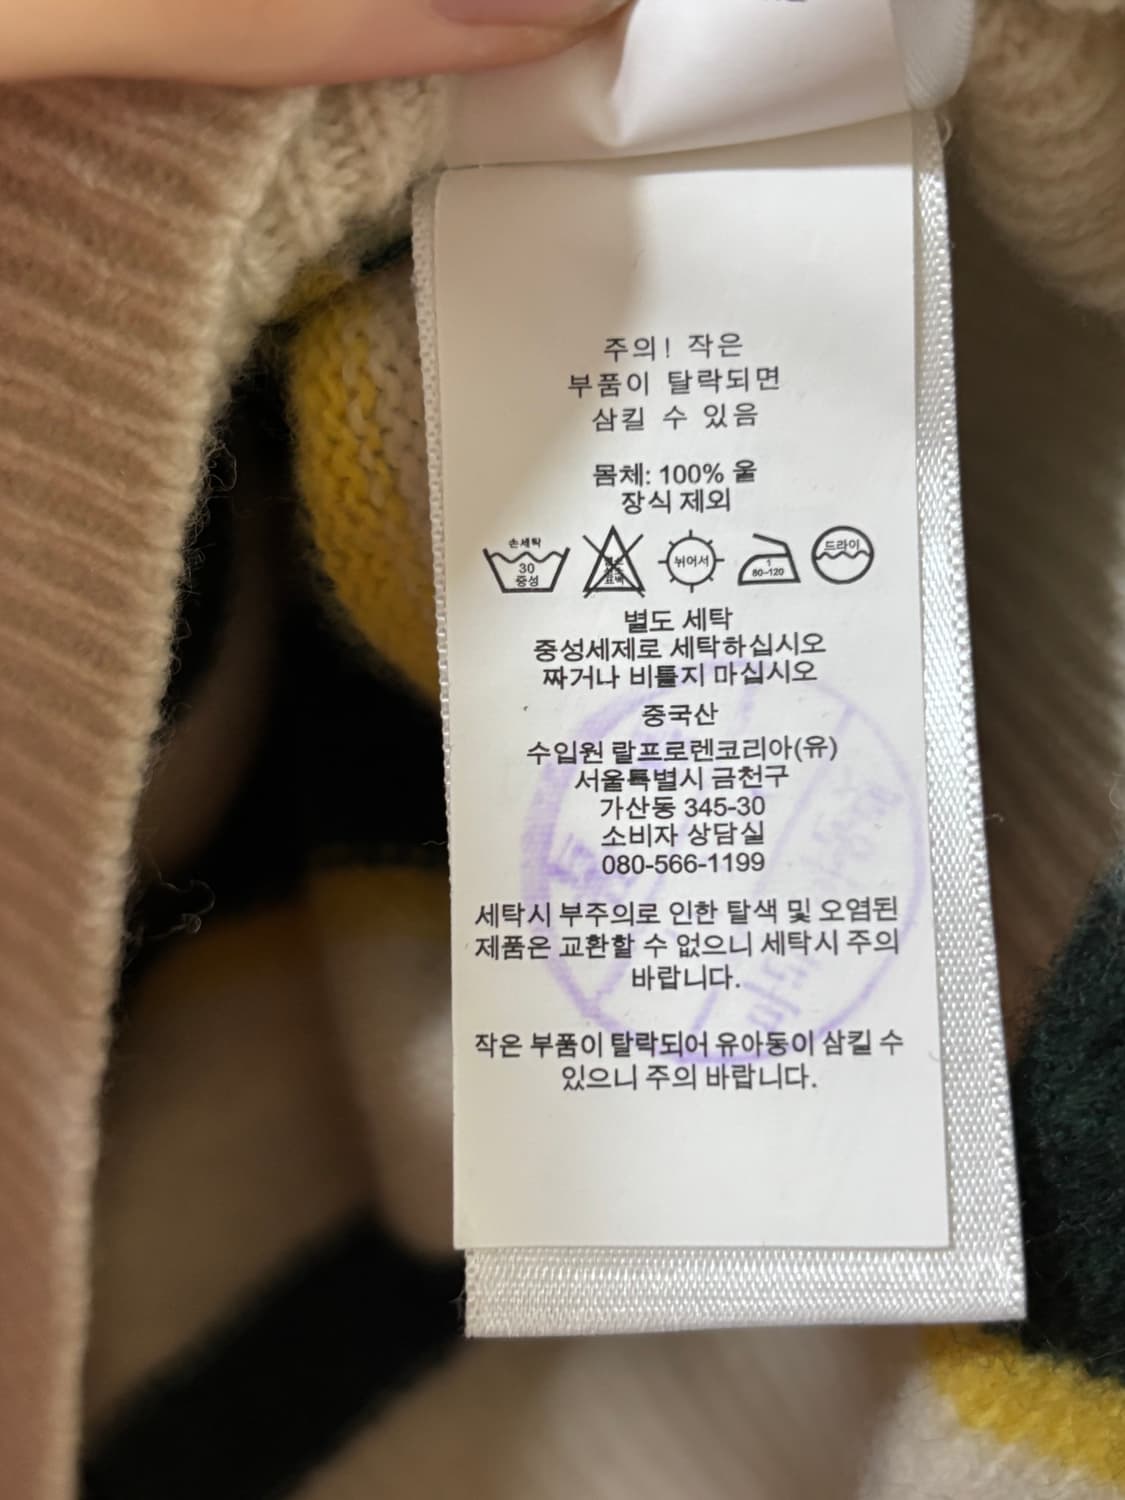 주의! 작은
부품이 탈락되면
삼킬 수 있음
몸체: 100% 울
장식 제외
손세탁
30
중성
뉘어서
1
80-120
드라이
별도 세탁
중성세제로 세탁하십시오
짜거나 비틀지 마십시오
중국산
수입원 랄프로렌코리아(유)
서울특별시 금천구
가산동 345-30
소비자 상담실
080-566-1199
세탁시 부주의로 인한 탈색 및 오염된
제품은 교환할 수 없으니 세탁시 주의
바랍니다.
작은 부품이 탈락되어 유아동이 삼킬 수
있으니 주의 바랍니다.